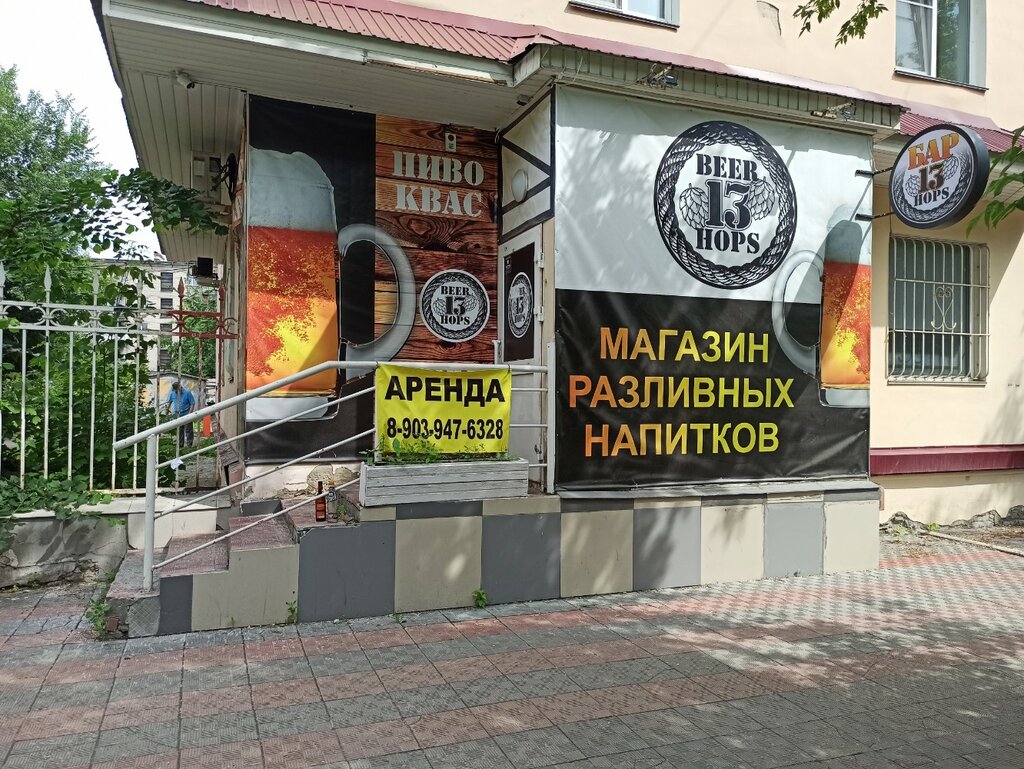 ПИВО
КВАС
BEER
13
HOPS
BEER
13
HOPS
АРЕНДА
8-903-947-6328
BEER
13
HOPS
МАГАЗИН
РАЗЛИВНЫХ
НАПИТКОВ
БАР
13
HOPS